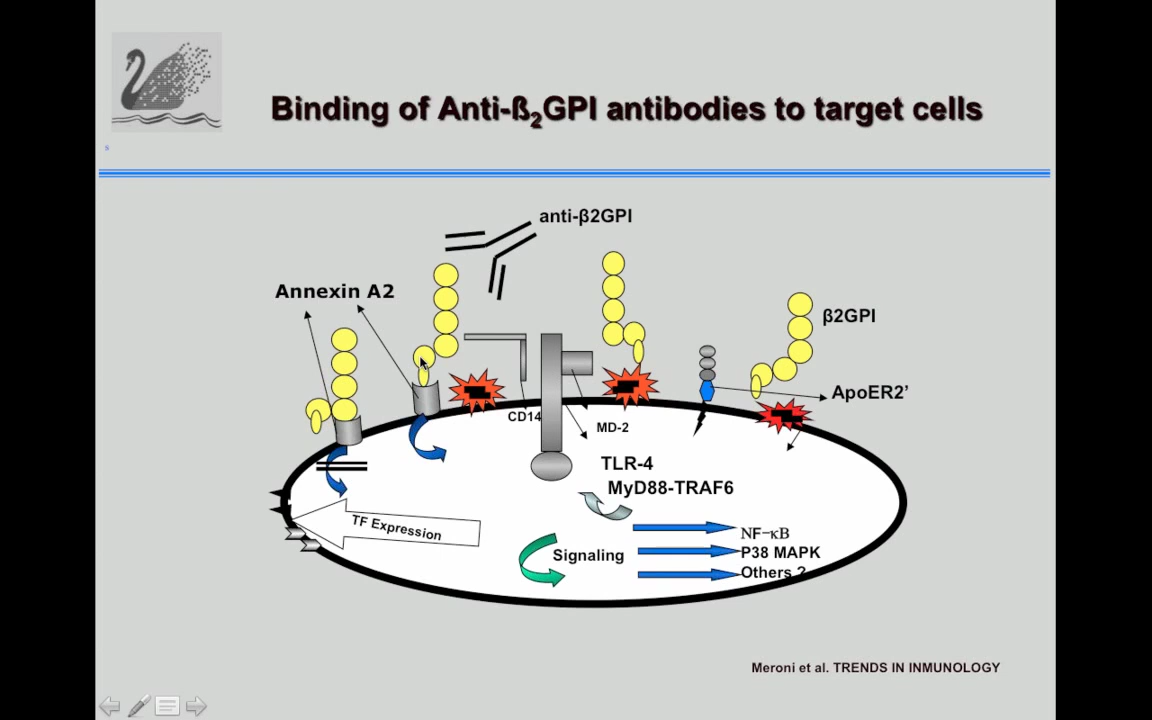 Binding of Anti-ß₂GPI antibodies to target cells
s
anti-β2GPI
Annexin A2
β2GPI
ApoER2’
CD14
MD-2
TLR-4
MyD88-TRAF6
TF Expression
NF-κB
Signaling
P38 MAPK
Others ?
Meroni et al. TRENDS IN INMUNOLOGY